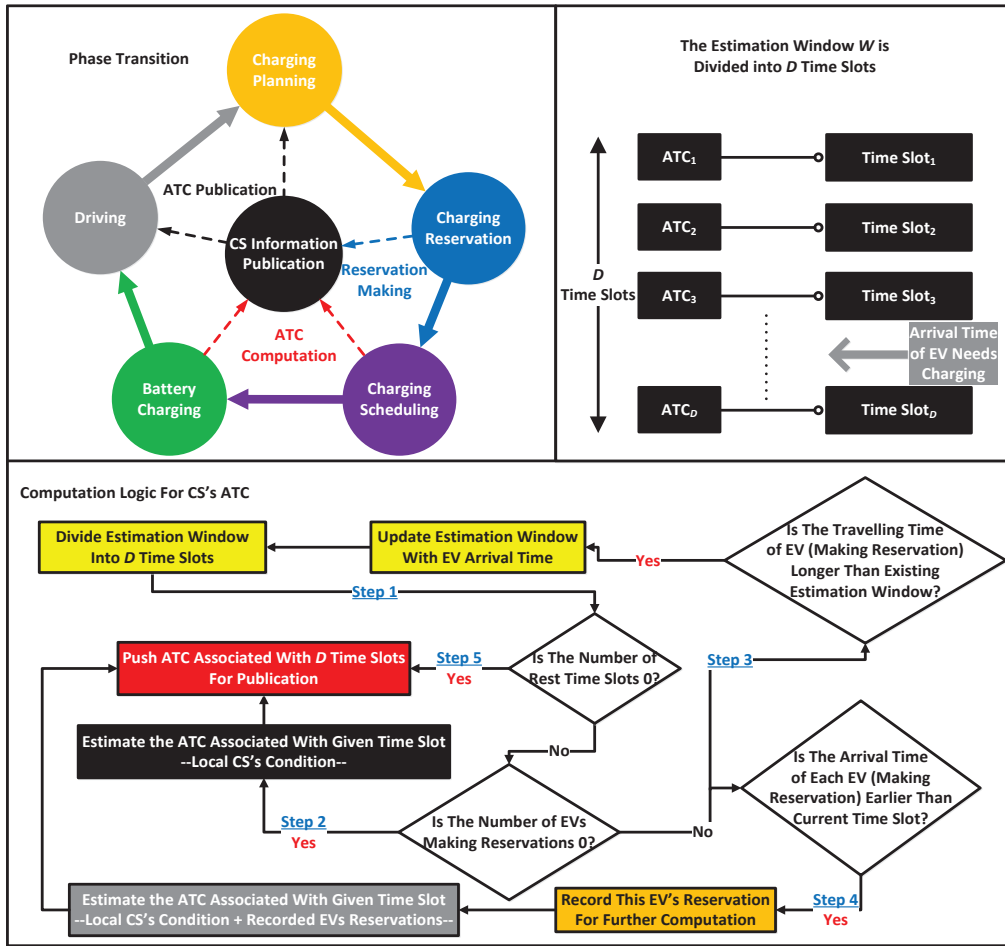 Phase Transition
Charging
Planning
ATC Publication
Driving
CS Information
Publication
Charging
Reservation
Reservation
Making
ATC
Computation
Battery
Charging
Charging
Scheduling
The Estimation Window W is
Divided into D Time Slots
ATC1
Time Slot1
ATC2
Time Slot2
D
Time Slots
ATC3
Time Slot3
Arrival Time
of EV Needs
Charging
ATCD
Time SlotD
Computation Logic For CS's ATC
Divide Estimation Window
Into D Time Slots
Update Estimation Window
With EV Arrival Time
Yes
Is The Travelling Time
of EV (Making Reservation)
Longer Than Existing
Estimation Window?
Step 1
Push ATC Associated With D Time Slots
For Publication
Step 5
Yes
Is The Number of
Rest Time Slots 0?
Step 3
No
Estimate the ATC Associated With Given Time Slot
--Local CS's Condition--
Is The Arrival Time
of Each EV (Making
Reservation) Earlier Than
Current Time Slot?
Step 2
Yes
Is The Number of EVs
Making Reservations 0?
No
Estimate the ATC Associated With Given Time Slot
--Local CS's Condition + Recorded EVs Reservations--
Record This EV's Reservation
For Further Computation
Step 4
Yes